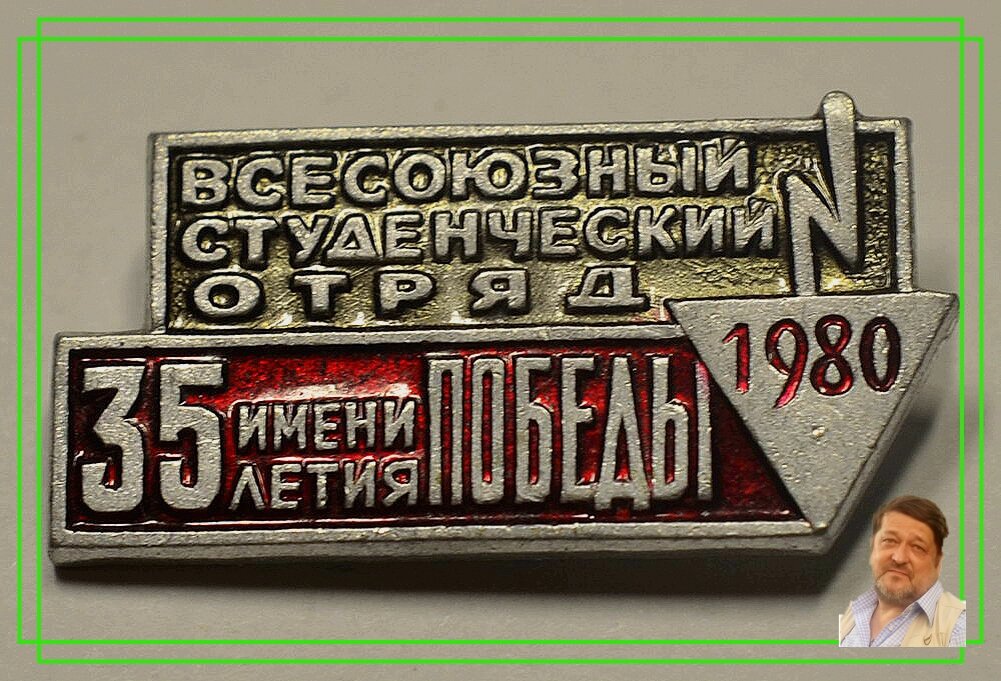 ВСЕСОЮЗНЫЙ
СТУДЕНЧЕСКИЙ
ОТРЯД
1980
35 ИМЕНИ ЛЕТИЯ ПОБЕДЫ